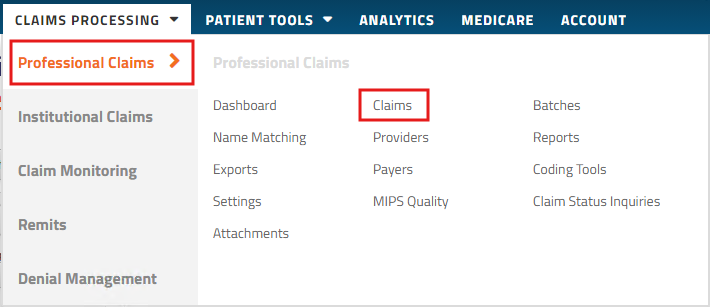 CLAIMS PROCESSING PATIENT TOOLS ANALYTICS MEDICARE ACCOUNT
Professional Claims
Institutional Claims
Claim Monitoring
Remits
Denial Management
Professional Claims
Dashboard Claims Batches
Name Matching Providers Reports
Exports Payers Coding Tools
Settings MIPS Quality Claim Status Inquiries
Attachments